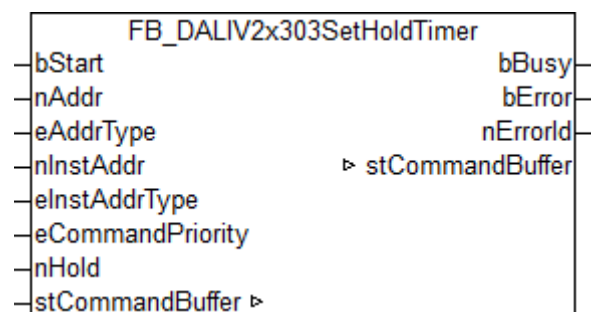 FB_DALIV2x303SetHoldTimer
bStart bBusy
nAddr bError
eAddrType nErrorId
nInstAddr ▹ stCommandBuffer
eInstAddrType
eCommandPriority
nHold
stCommandBuffer ▹